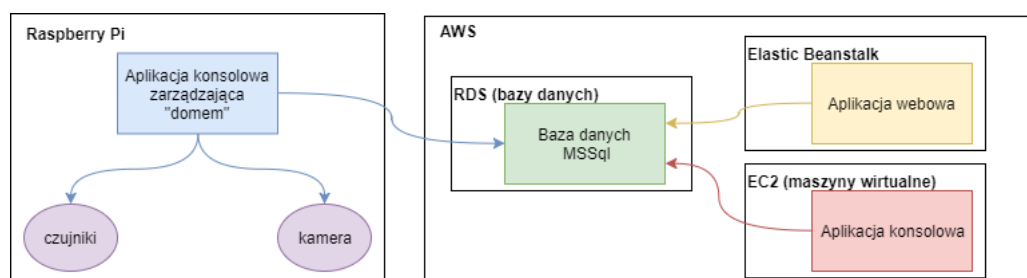 Raspberry Pi
Aplikacja konsolowa
zarządzająca
"domem"
czujniki
kamera
AWS
RDS (bazy danych)
Baza danych
MSSql
Elastic Beanstalk
Aplikacja webowa
EC2 (maszyny wirtualne)
Aplikacja konsolowa